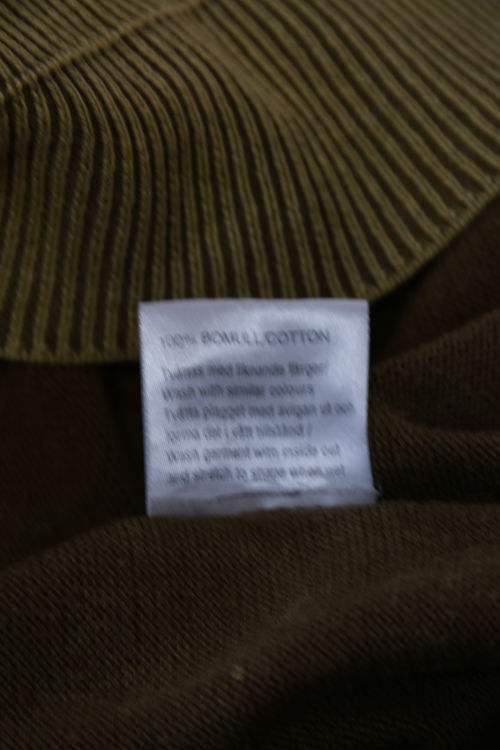 100% BOMULL/COTTON
Tvättas med liknande färger/
Wash with similar colours
Tvätta plagget med avigan ut och
forma det i vått tillstånd /
Wash garment with inside out
and stretch to shape when wet